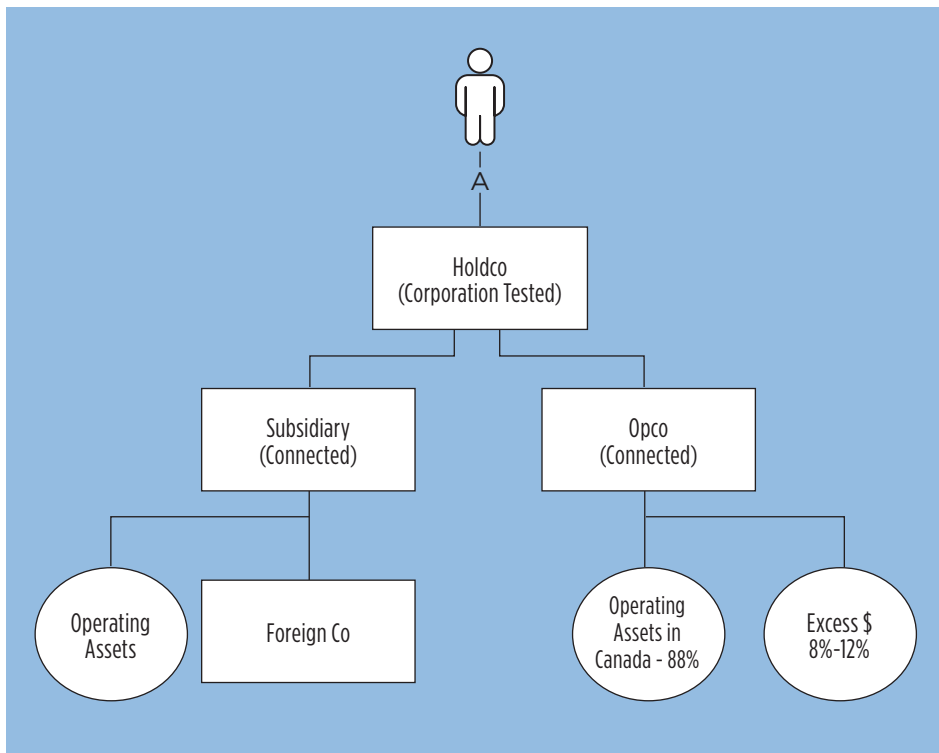 A
Holdco
(Corporation Tested)
Subsidiary
(Connected)
Opco
(Connected)
Operating
Assets
Foreign Co
Operating
Assets in
Canada - 88%
Excess $
8%-12%